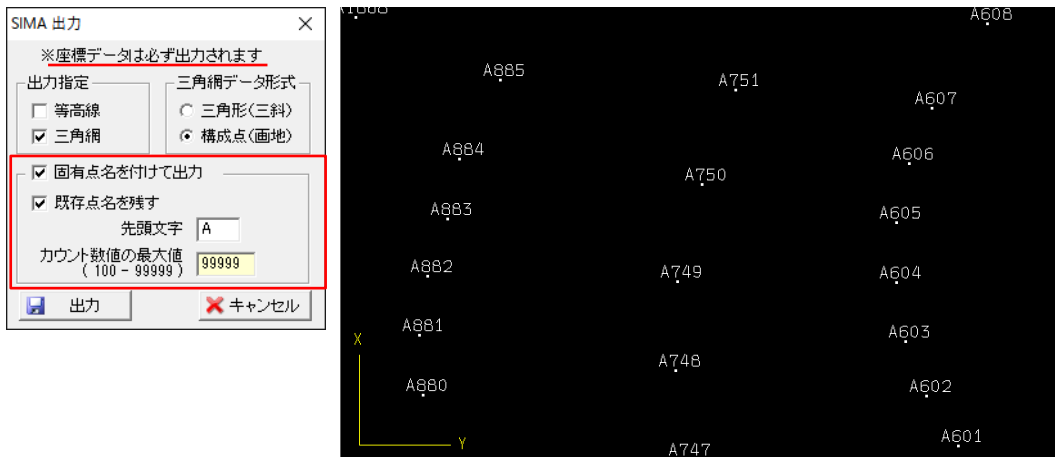 SIMA 出力
※座標データは必ず出力されます
出力指定
等高線
三角網
三角網データ形式
三角形(三斜)
構成点(画地)
固有点名を付けて出力
既存点名を残す
先頭文字 A
カウント数値の最大値
( 100 - 99999 ) 99999
出力
キャンセル
A608
A885
A751
A607
A884
A606
A750
A883
A605
A882
A749
A604
A881
A603
X
A748
A880
A602
A601
Y
A747